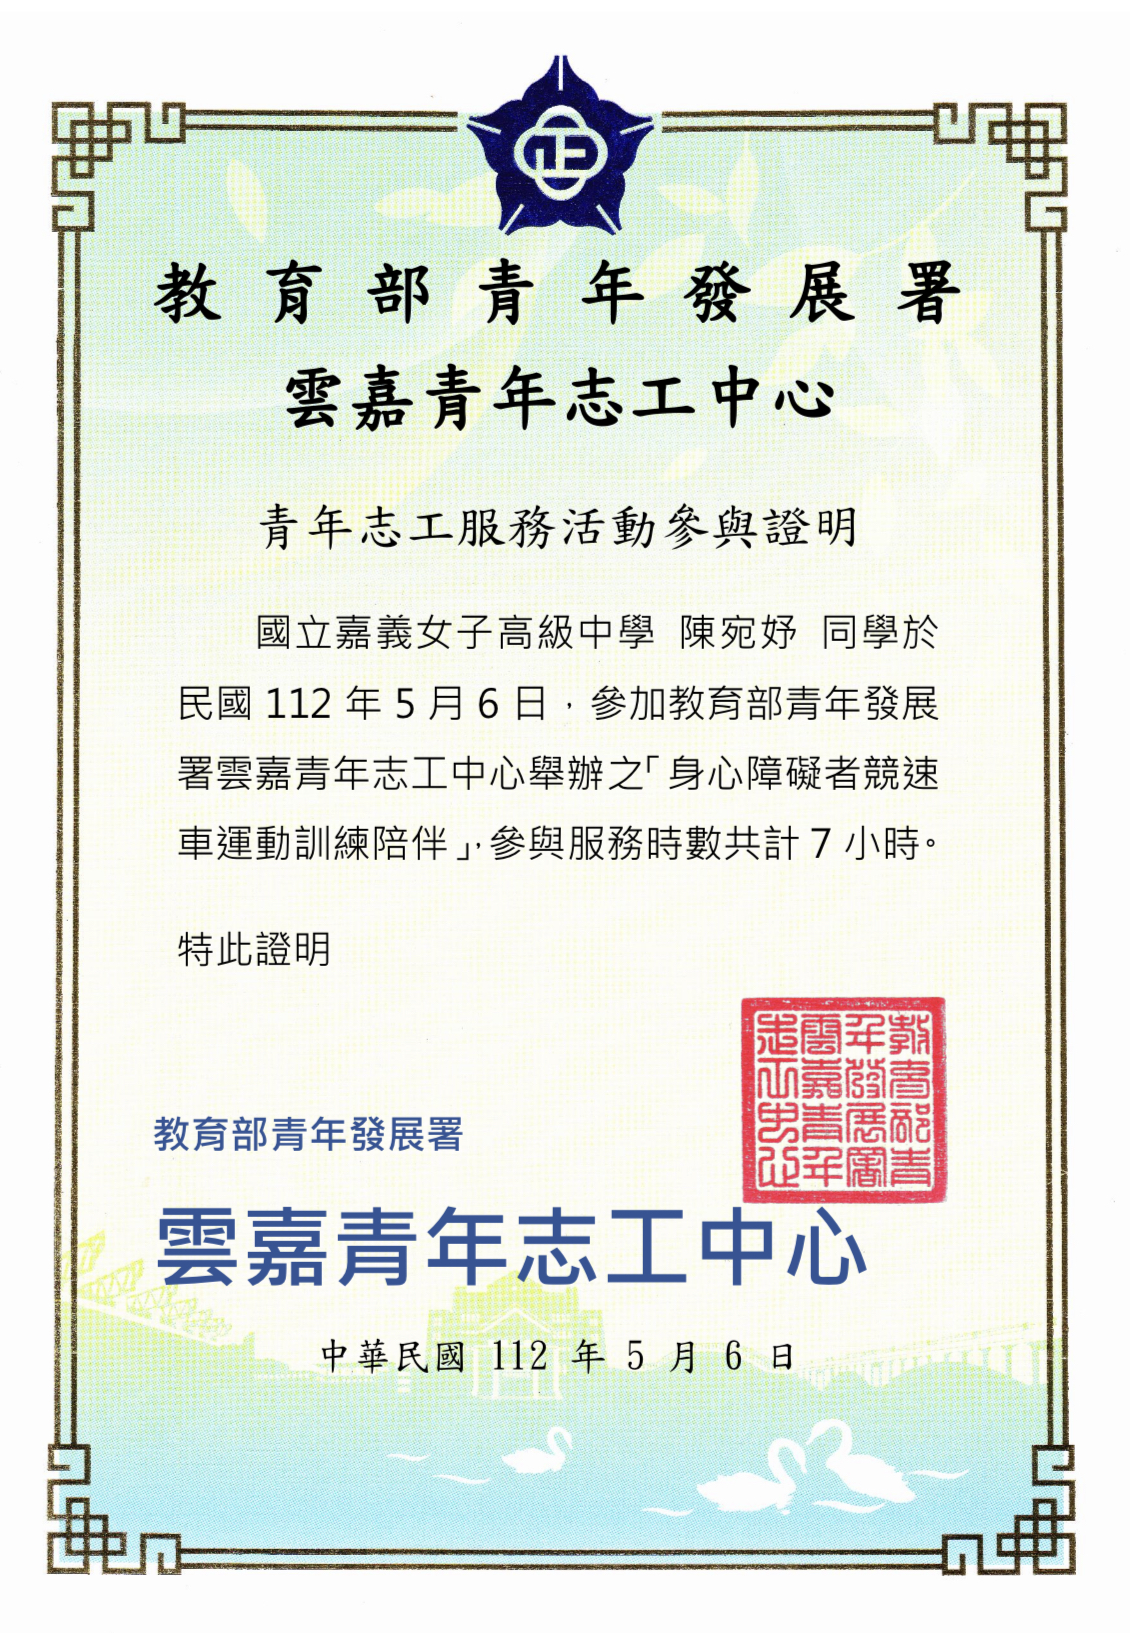 正
教育部青年發展署
雲嘉青年志工中心
青年志工服務活動參與證明
國立嘉義女子高級中學 陳宛妤 同學於
民國 112 年 5 月 6 日，參加教育部青年發展
署雲嘉青年志工中心舉辦之「身心障礙者競速
車運動訓練陪伴」，參與服務時數共計 7 小時。
特此證明
教育部青
年發展署
雲嘉青年
志工中心
教育部青年發展署
雲嘉青年志工中心
中華民國 112 年 5 月 6 日